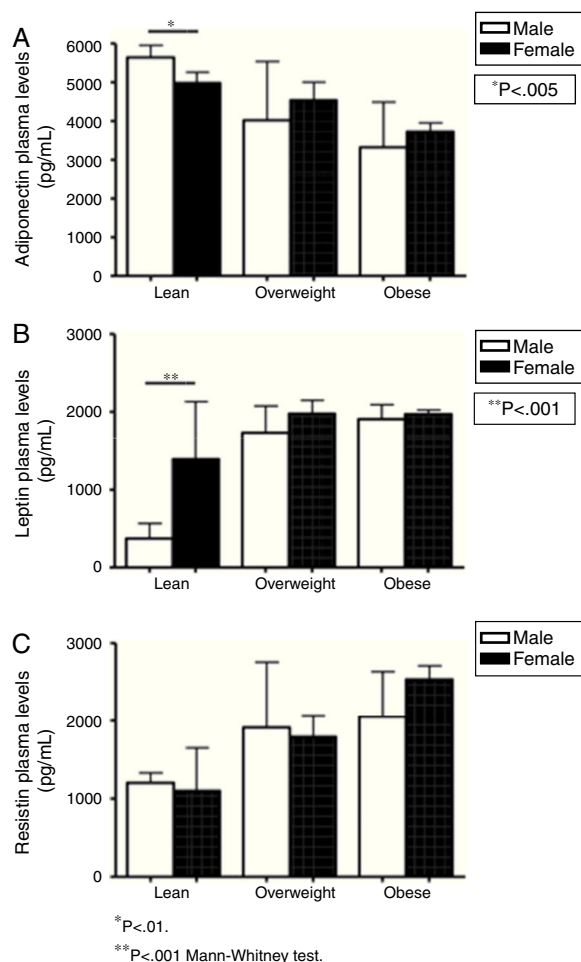 A
*
Male
Female
*P<.005
Adiponectin plasma levels
(pg/mL)
6000
5000
4000
3000
2000
1000
0
Lean Overweight Obese
B
**
Male
Female
**P<.001
Leptin plasma levels
(pg/mL)
3000
2000
1000
0
Lean Overweight Obese
C
Male
Female
Resistin plasma levels
(pg/mL)
3000
2000
1000
0
Lean Overweight Obese
*P<.01.
**P<.001 Mann-Whitney test.